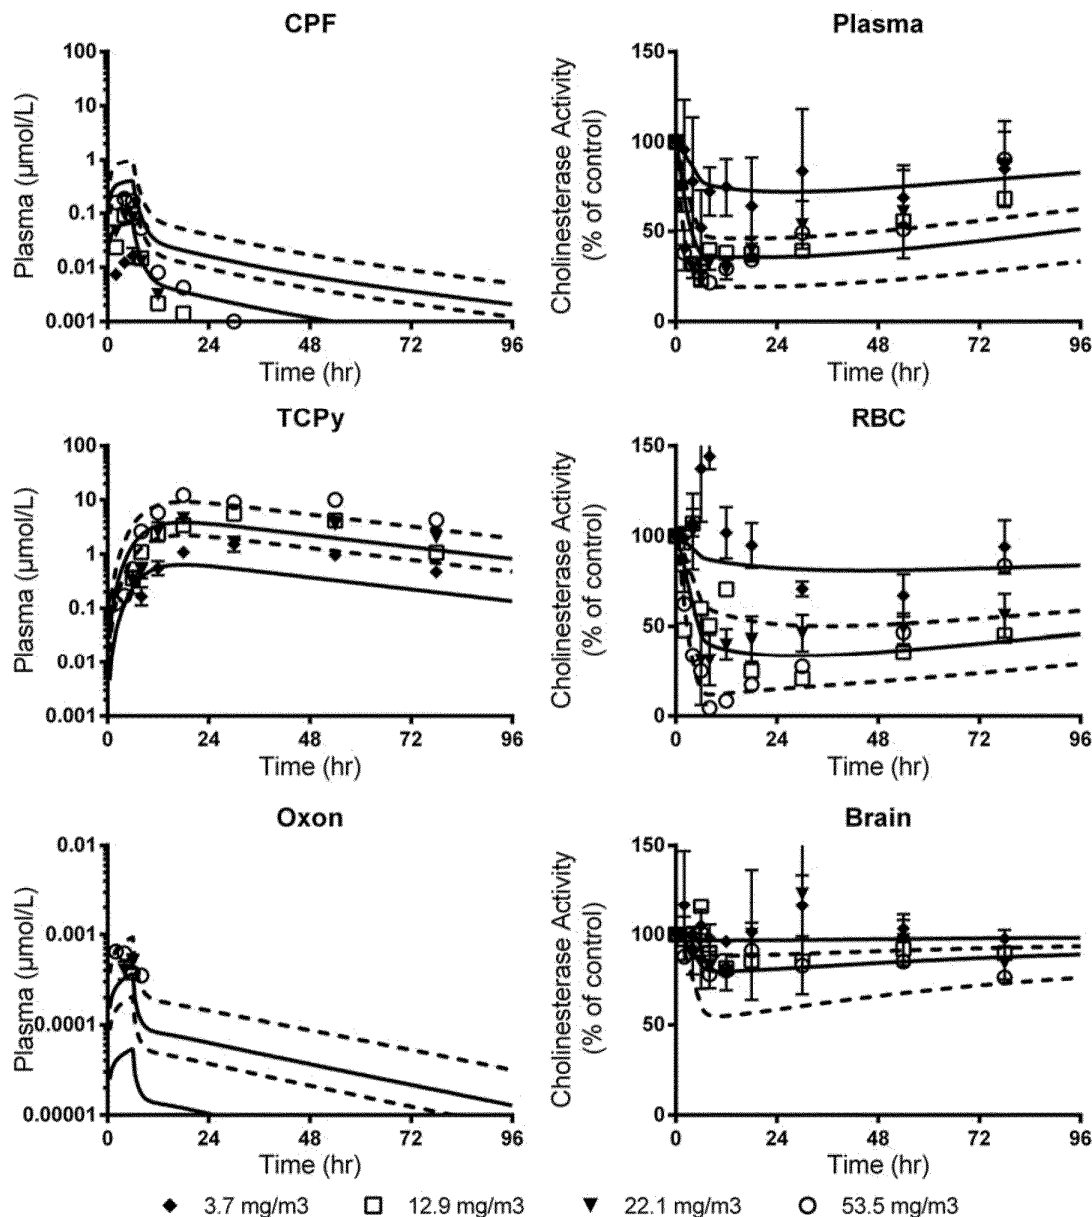 CPF
Plasma (µmol/L)
100
10
1
0.1
0.01
0.001
0 24 48 72 96
Time (hr)
Plasma
Cholinesterase Activity
(% of control)
150
100
50
0
0 24 48 72 96
Time (hr)
TCPy
Plasma (µmol/L)
100
10
1
0.1
0.01
0.001
0 24 48 72 96
Time (hr)
RBC
Cholinesterase Activity
(% of control)
150
100
50
0
0 24 48 72 96
Time (hr)
Oxon
Plasma (µmol/L)
0.01
0.001
0.0001
0.00001
0 24 48 72 96
Time (hr)
Brain
Cholinesterase Activity
(% of control)
150
100
50
0
0 24 48 72 96
Time (hr)
3.7 mg/m3 12.9 mg/m3 22.1 mg/m3 53.5 mg/m3